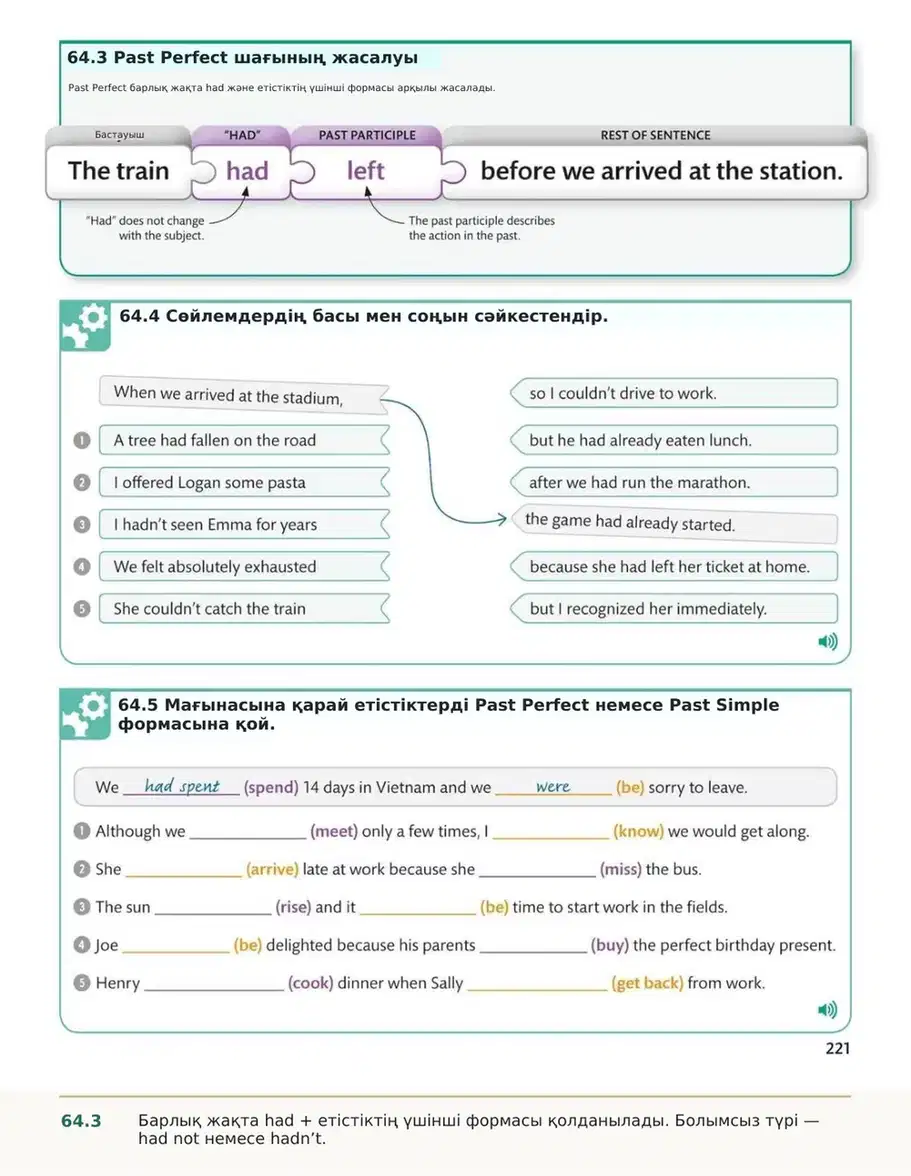 64.3 Past Perfect шағының жасалуы
Past Perfect барлық жақта had және етістіктің үшінші формасы арқылы жасалады.
Бастауыш "HAD" PAST PARTICIPLE REST OF SENTENCE
The train had left before we arrived at the station.
"Had" does not change
with the subject.
The past participle describes
the action in the past.
64.4 Сөйлемдердің басы мен соңын сәйкестендір.
When we arrived at the stadium,
so I couldn't drive to work.
1 A tree had fallen on the road
but he had already eaten lunch.
2 I offered Logan some pasta
after we had run the marathon.
3 I hadn't seen Emma for years
the game had already started.
4 We felt absolutely exhausted
because she had left her ticket at home.
5 She couldn't catch the train
but I recognized her immediately.
64.5 Мағынасына қарай етістіктерді Past Perfect немесе Past Simple
формасына қой.
We had spent (spend) 14 days in Vietnam and we were (be) sorry to leave.
1 Although we ____________ (meet) only a few times, I ____________ (know) we would get along.
2 She ____________ (arrive) late at work because she ____________ (miss) the bus.
3 The sun ____________ (rise) and it ____________ (be) time to start work in the fields.
4 Joe ____________ (be) delighted because his parents ____________ (buy) the perfect birthday present.
5 Henry ____________ (cook) dinner when Sally ____________ (get back) from work.
221
64.3 Барлық жақта had + етістіктің үшінші формасы қолданылады. Болымсыз түрі —
had not немесе hadn't.